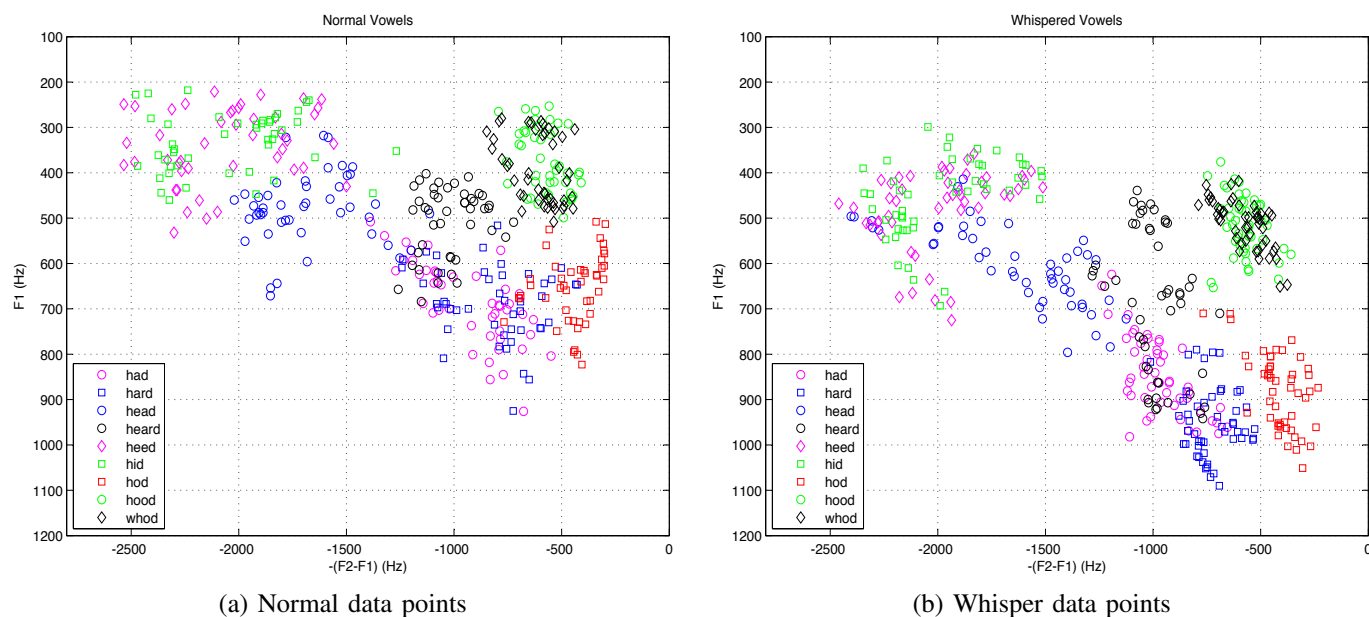 Normal Vowels
100
200
300
400
500
600
700
800
900
1000
1100
1200
F1 (Hz)
had
hard
head
heard
heed
hid
hod
hood
whod
-2500 -2000 -1500 -1000 -500 0
-(F2-F1) (Hz)
(a) Normal data points
Whispered Vowels
100
200
300
400
500
600
700
800
900
1000
1100
1200
F1 (Hz)
had
hard
head
heard
heed
hid
hod
hood
whod
-2500 -2000 -1500 -1000 -500 0
-(F2-F1) (Hz)
(b) Whisper data points